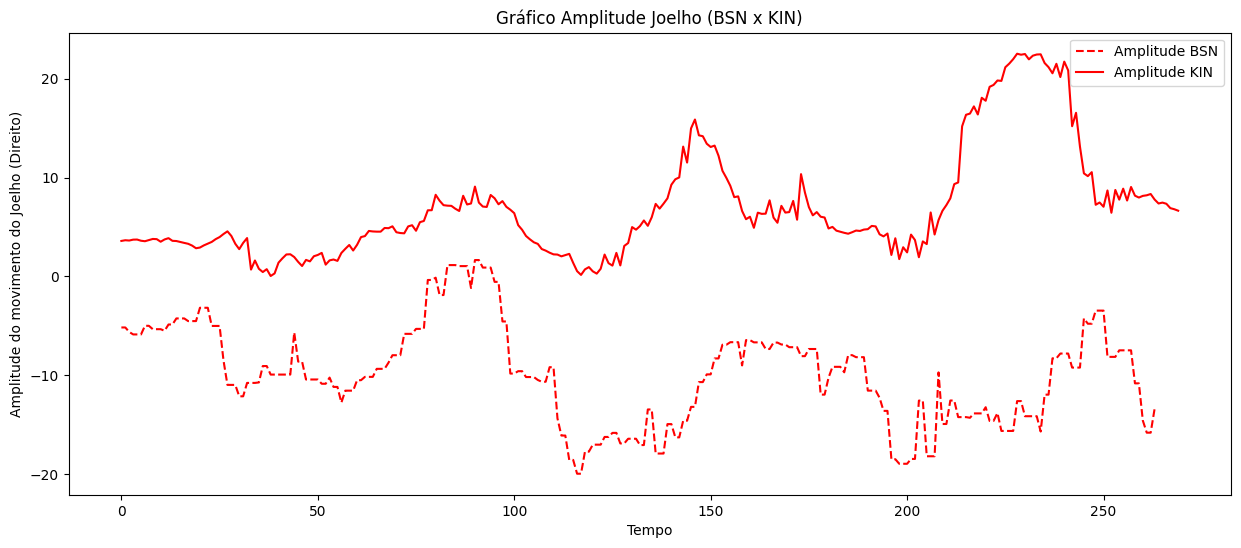 Gráfico Amplitude Joelho (BSN x KIN)
Amplitude BSN
Amplitude KIN
Amplitude do movimento do Joelho (Direito)
20
10
0
−10
−20
0 50 100 150 200 250
Tempo